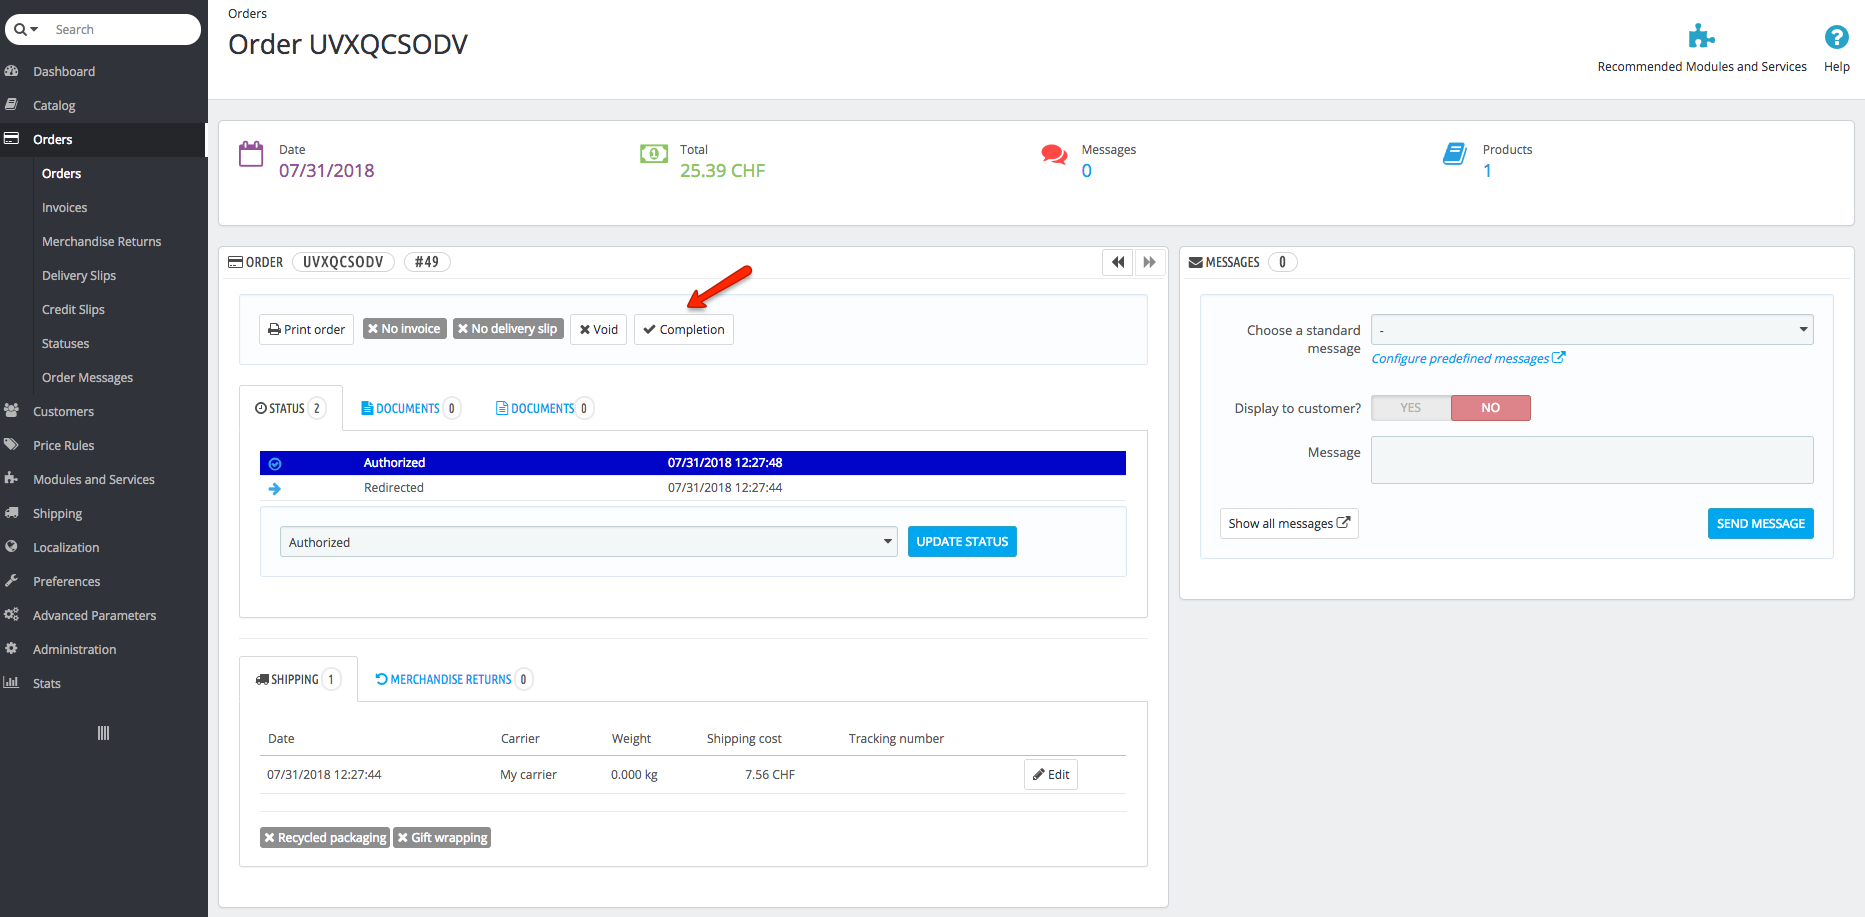 Search
Dashboard
Catalog
Orders
Orders
Invoices
Merchandise Returns
Delivery Slips
Credit Slips
Statuses
Order Messages
Customers
Price Rules
Modules and Services
Shipping
Localization
Preferences
Advanced Parameters
Administration
Stats
Orders
Order UVXQCSODV
Recommended Modules and Services
Help
Date
07/31/2018
Total
25.39 CHF
Messages
0
Products
1
ORDER UVXQCSODV #49
Print order No invoice No delivery slip Void Completion
STATUS 2 DOCUMENTS 0 DOCUMENTS 0
Authorized 07/31/2018 12:27:48
Redirected 07/31/2018 12:27:44
Authorized UPDATE STATUS
SHIPPING 1 MERCHANDISE RETURNS 0
Date Carrier Weight Shipping cost Tracking number
07/31/2018 12:27:44 My carrier 0.000 kg 7.56 CHF Edit
Recycled packaging Gift wrapping
MESSAGES 0
Choose a standard
message
-
Configure predefined messages
Display to customer? YES NO
Message
Show all messages SEND MESSAGE